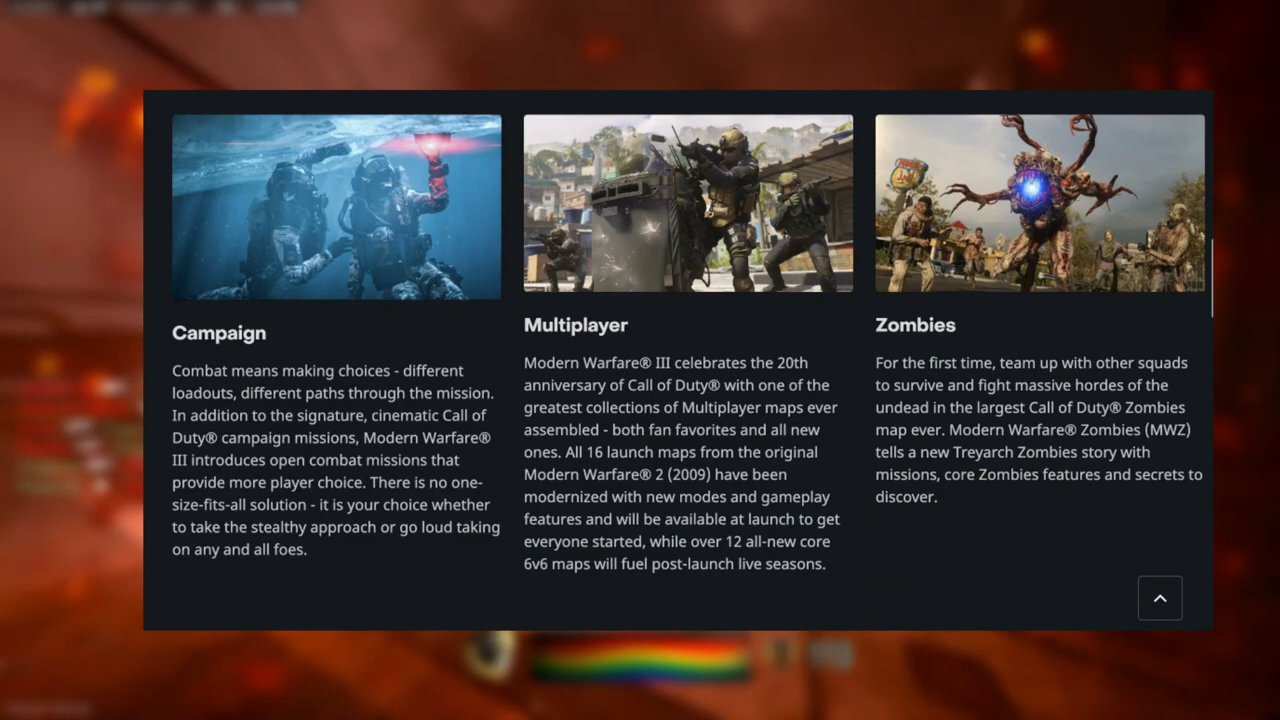 Campaign
Combat means making choices - different
loadouts, different paths through the mission.
In addition to the signature, cinematic Call of
Duty® campaign missions, Modern Warfare®
III introduces open combat missions that
provide more player choice. There is no one-
size-fits-all solution - it is your choice whether
to take the stealthy approach or go loud taking
on any and all foes.
Multiplayer
Modern Warfare® III celebrates the 20th
anniversary of Call of Duty® with one of the
greatest collections of Multiplayer maps ever
assembled - both fan favorites and all new
ones. All 16 launch maps from the original
Modern Warfare® 2 (2009) have been
modernized with new modes and gameplay
features and will be available at launch to get
everyone started, while over 12 all-new core
6v6 maps will fuel post-launch live seasons.
Zombies
For the first time, team up with other squads
to survive and fight massive hordes of the
undead in the largest Call of Duty® Zombies
map ever. Modern Warfare® Zombies (MWZ)
tells a new Treyarch Zombies story with
missions, core Zombies features and secrets to
discover.